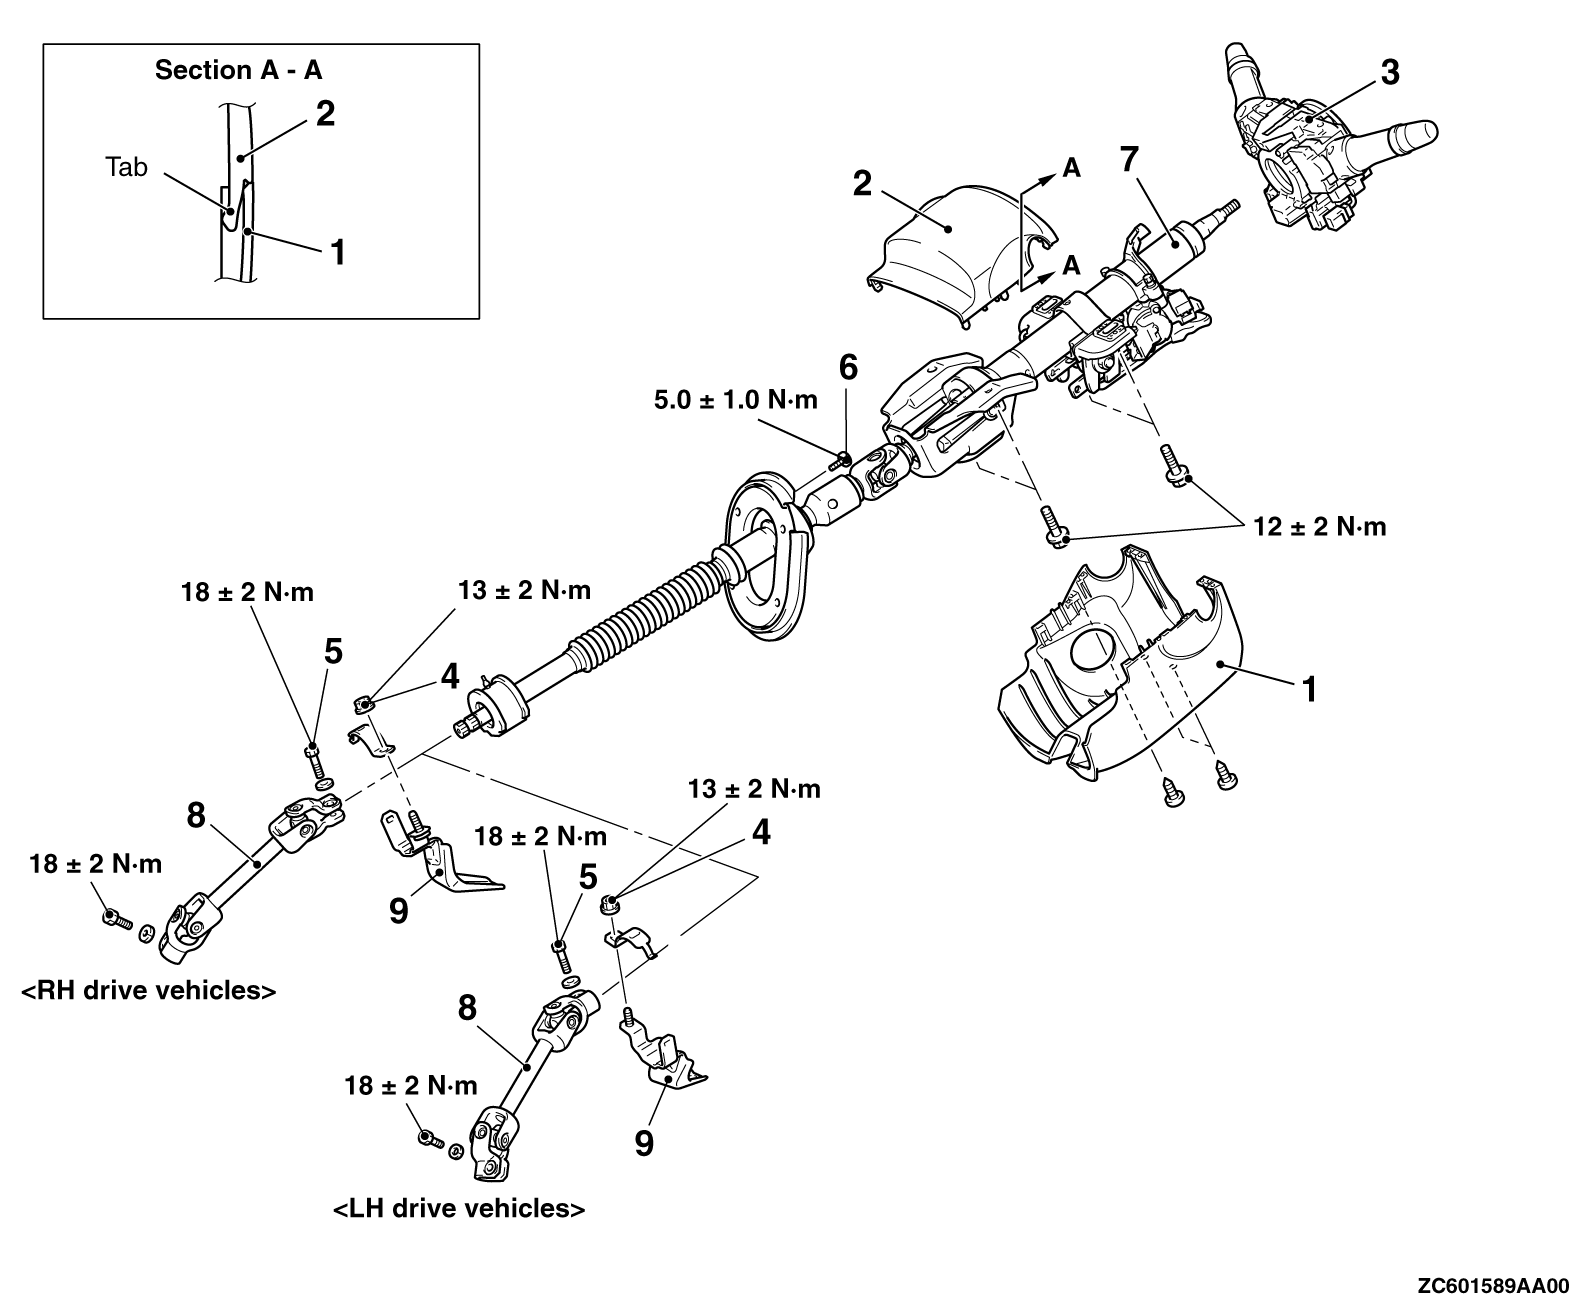 Section A - A
2
Tab
1
3
7
2
A
A
6
5.0 ± 1.0 N·m
12 ± 2 N·m
18 ± 2 N·m
13 ± 2 N·m
5
4
1
8
18 ± 2 N·m
9
<RH drive vehicles>
13 ± 2 N·m
18 ± 2 N·m
4
5
8
18 ± 2 N·m
9
<LH drive vehicles>
ZC601589AA00